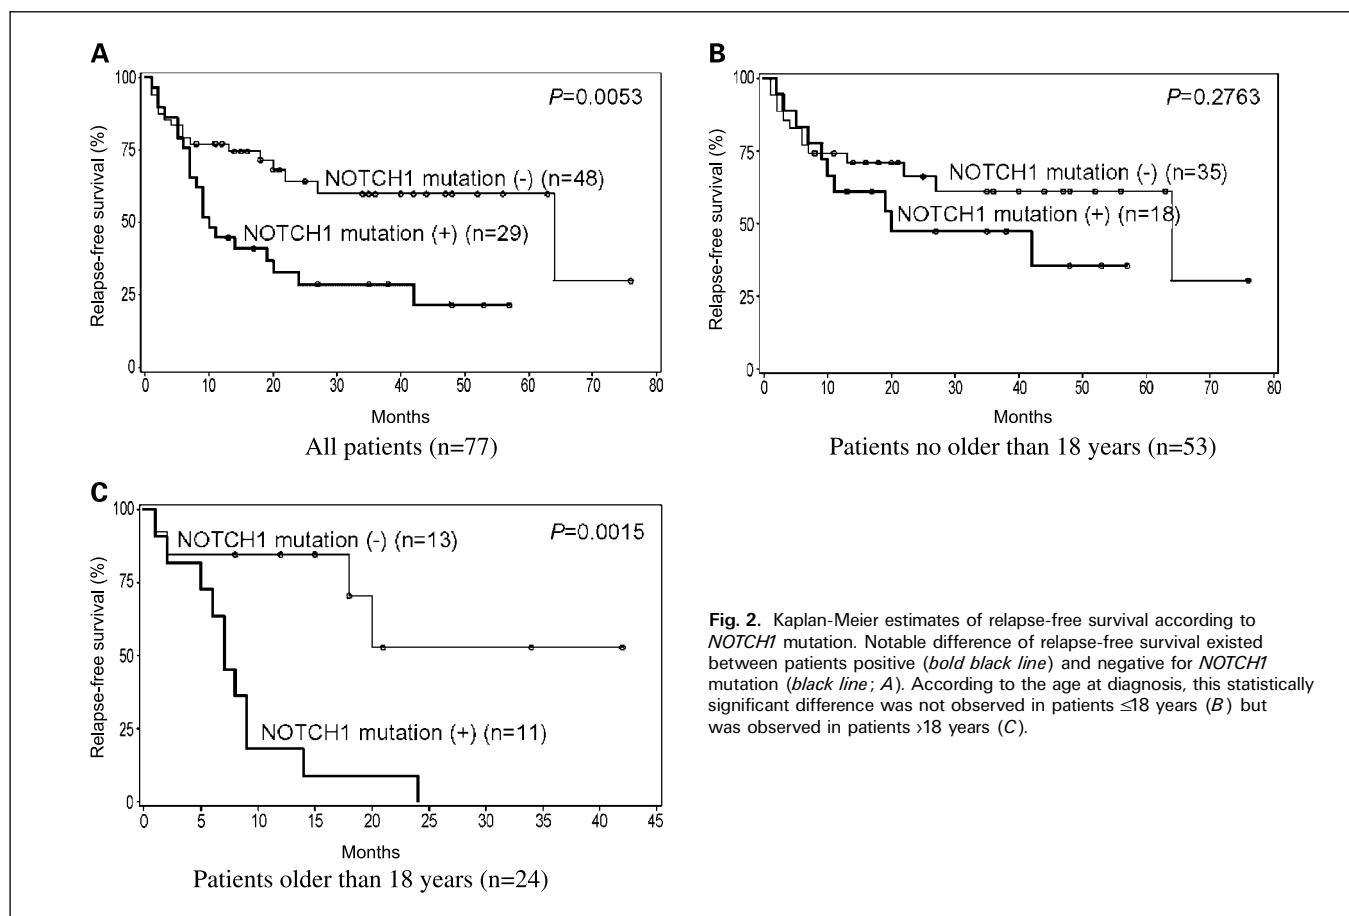 A
100
75
50
25
0
Relapse-free survival (%)
P=0.0053
NOTCH1 mutation (-) (n=48)
NOTCH1 mutation (+) (n=29)
0 10 20 30 40 50 60 70 80
Months
All patients (n=77)
B
100
75
50
25
0
Relapse-free survival (%)
P=0.2763
NOTCH1 mutation (-) (n=35)
NOTCH1 mutation (+) (n=18)
0 10 20 30 40 50 60 70 80
Months
Patients no older than 18 years (n=53)
C
100
75
50
25
0
Relapse-free survival (%)
NOTCH1 mutation (-) (n=13)
P=0.0015
NOTCH1 mutation (+) (n=11)
0 5 10 15 20 25 30 35 40 45
Months
Patients older than 18 years (n=24)
Fig. 2. Kaplan-Meier estimates of relapse-free survival according to
NOTCH1 mutation. Notable difference of relapse-free survival existed
between patients positive (bold black line) and negative for NOTCH1
mutation (black line; A). According to the age at diagnosis, this statistically
significant difference was not observed in patients ≤18 years (B) but
was observed in patients ›18 years (C).